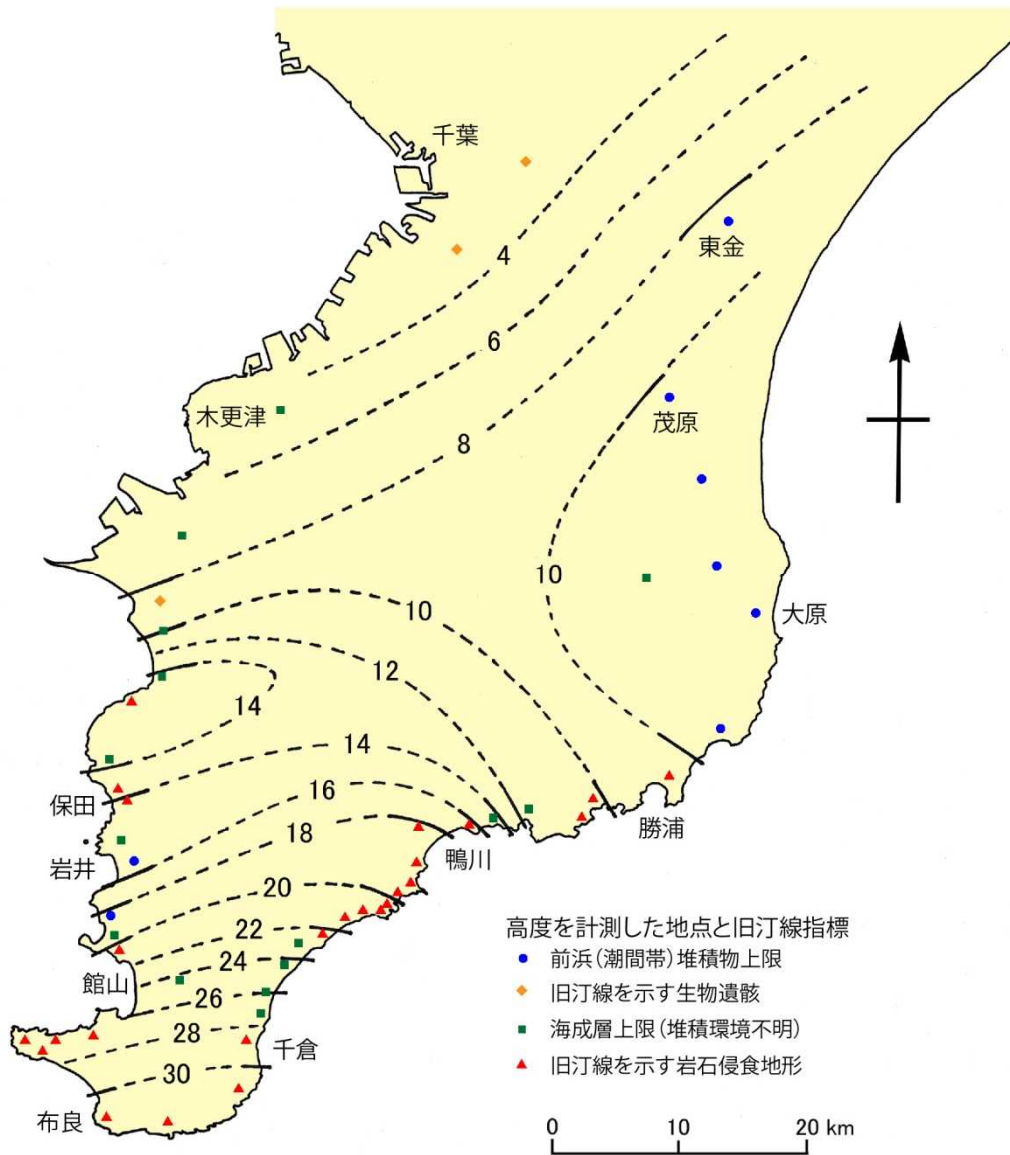 千葉
4
東金
6
木更津
茂原
8
10
10
大原
12
14
14
保田
16
岩井
18
鴨川
勝浦
20
22
24
館山
26
28
千倉
30
布良
高度を計測した地点と旧汀線指標
前浜(潮間帯)堆積物上限
旧汀線を示す生物遺骸
海成層上限(堆積環境不明)
旧汀線を示す岩石侵食地形
0 10 20 km